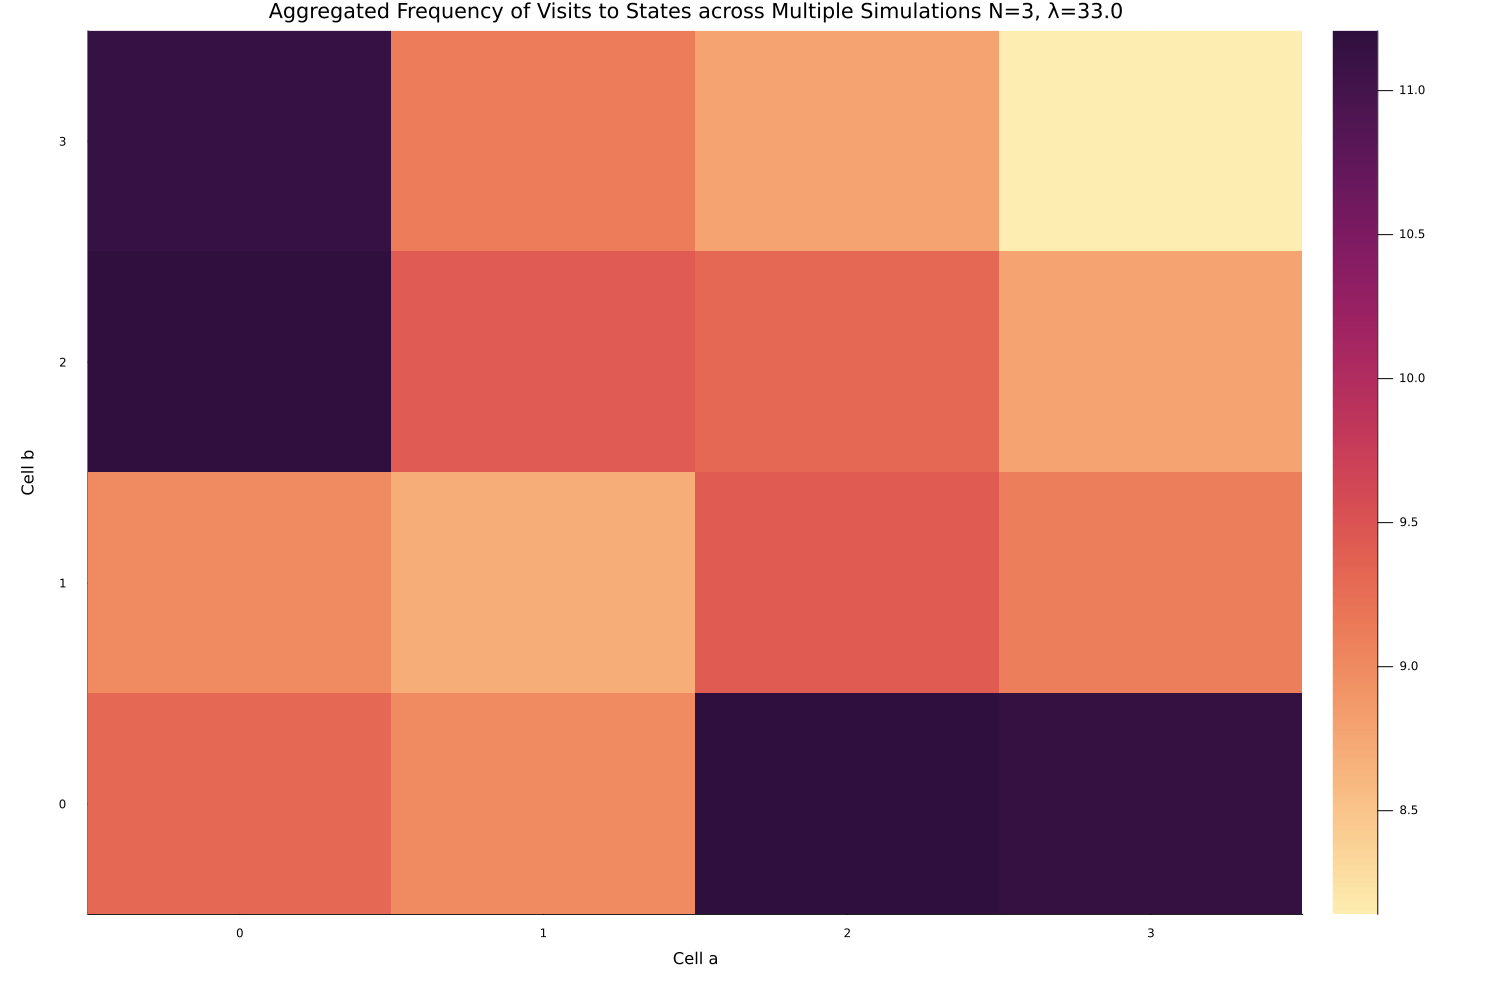 Aggregated Frequency of Visits to States across Multiple Simulations N=3, λ=33.0
11.0
3
10.5
2
10.0
Cell b
9.5
1
9.0
8.5
0
0 1 2 3
Cell a